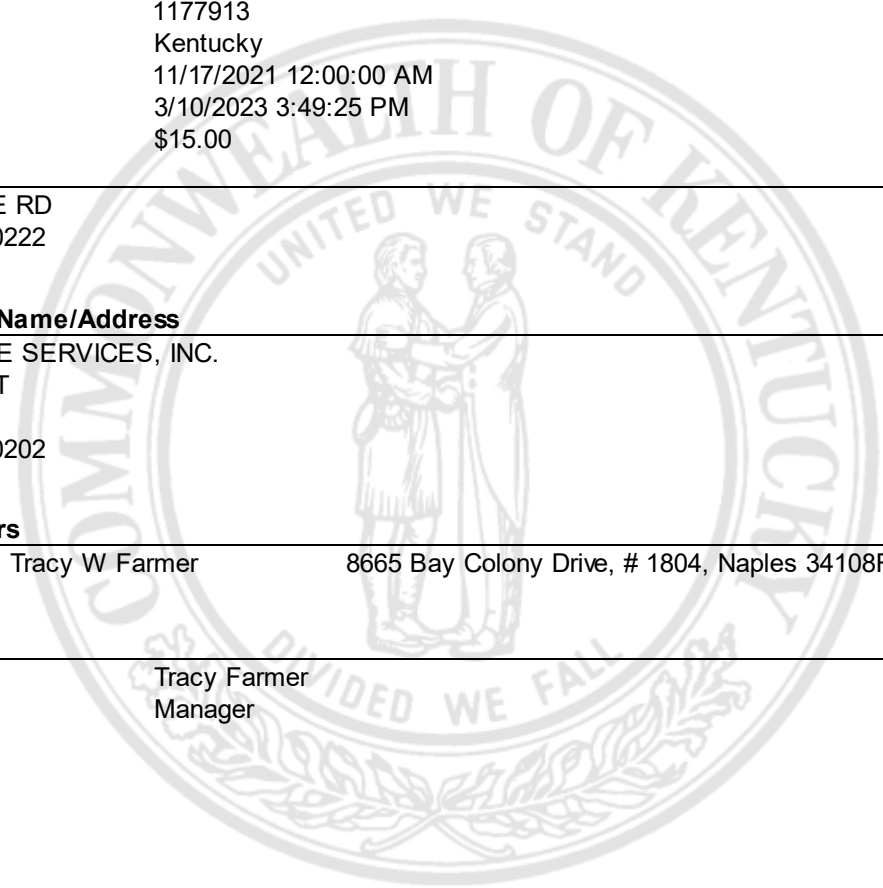 1177913
Kentucky
11/17/2021 12:00:00 AM
3/10/2023 3:49:25 PM
$15.00
E RD
0222
Name/Address
E SERVICES, INC.
T
0202
rs
Tracy W Farmer 8665 Bay Colony Drive, # 1804, Naples 34108F
Tracy Farmer
Manager
COMMONWEALTH OF KENTUCKY
UNITED WE STAND
DIVIDED WE FALL